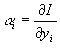 α_i = ∂I / ∂y_i